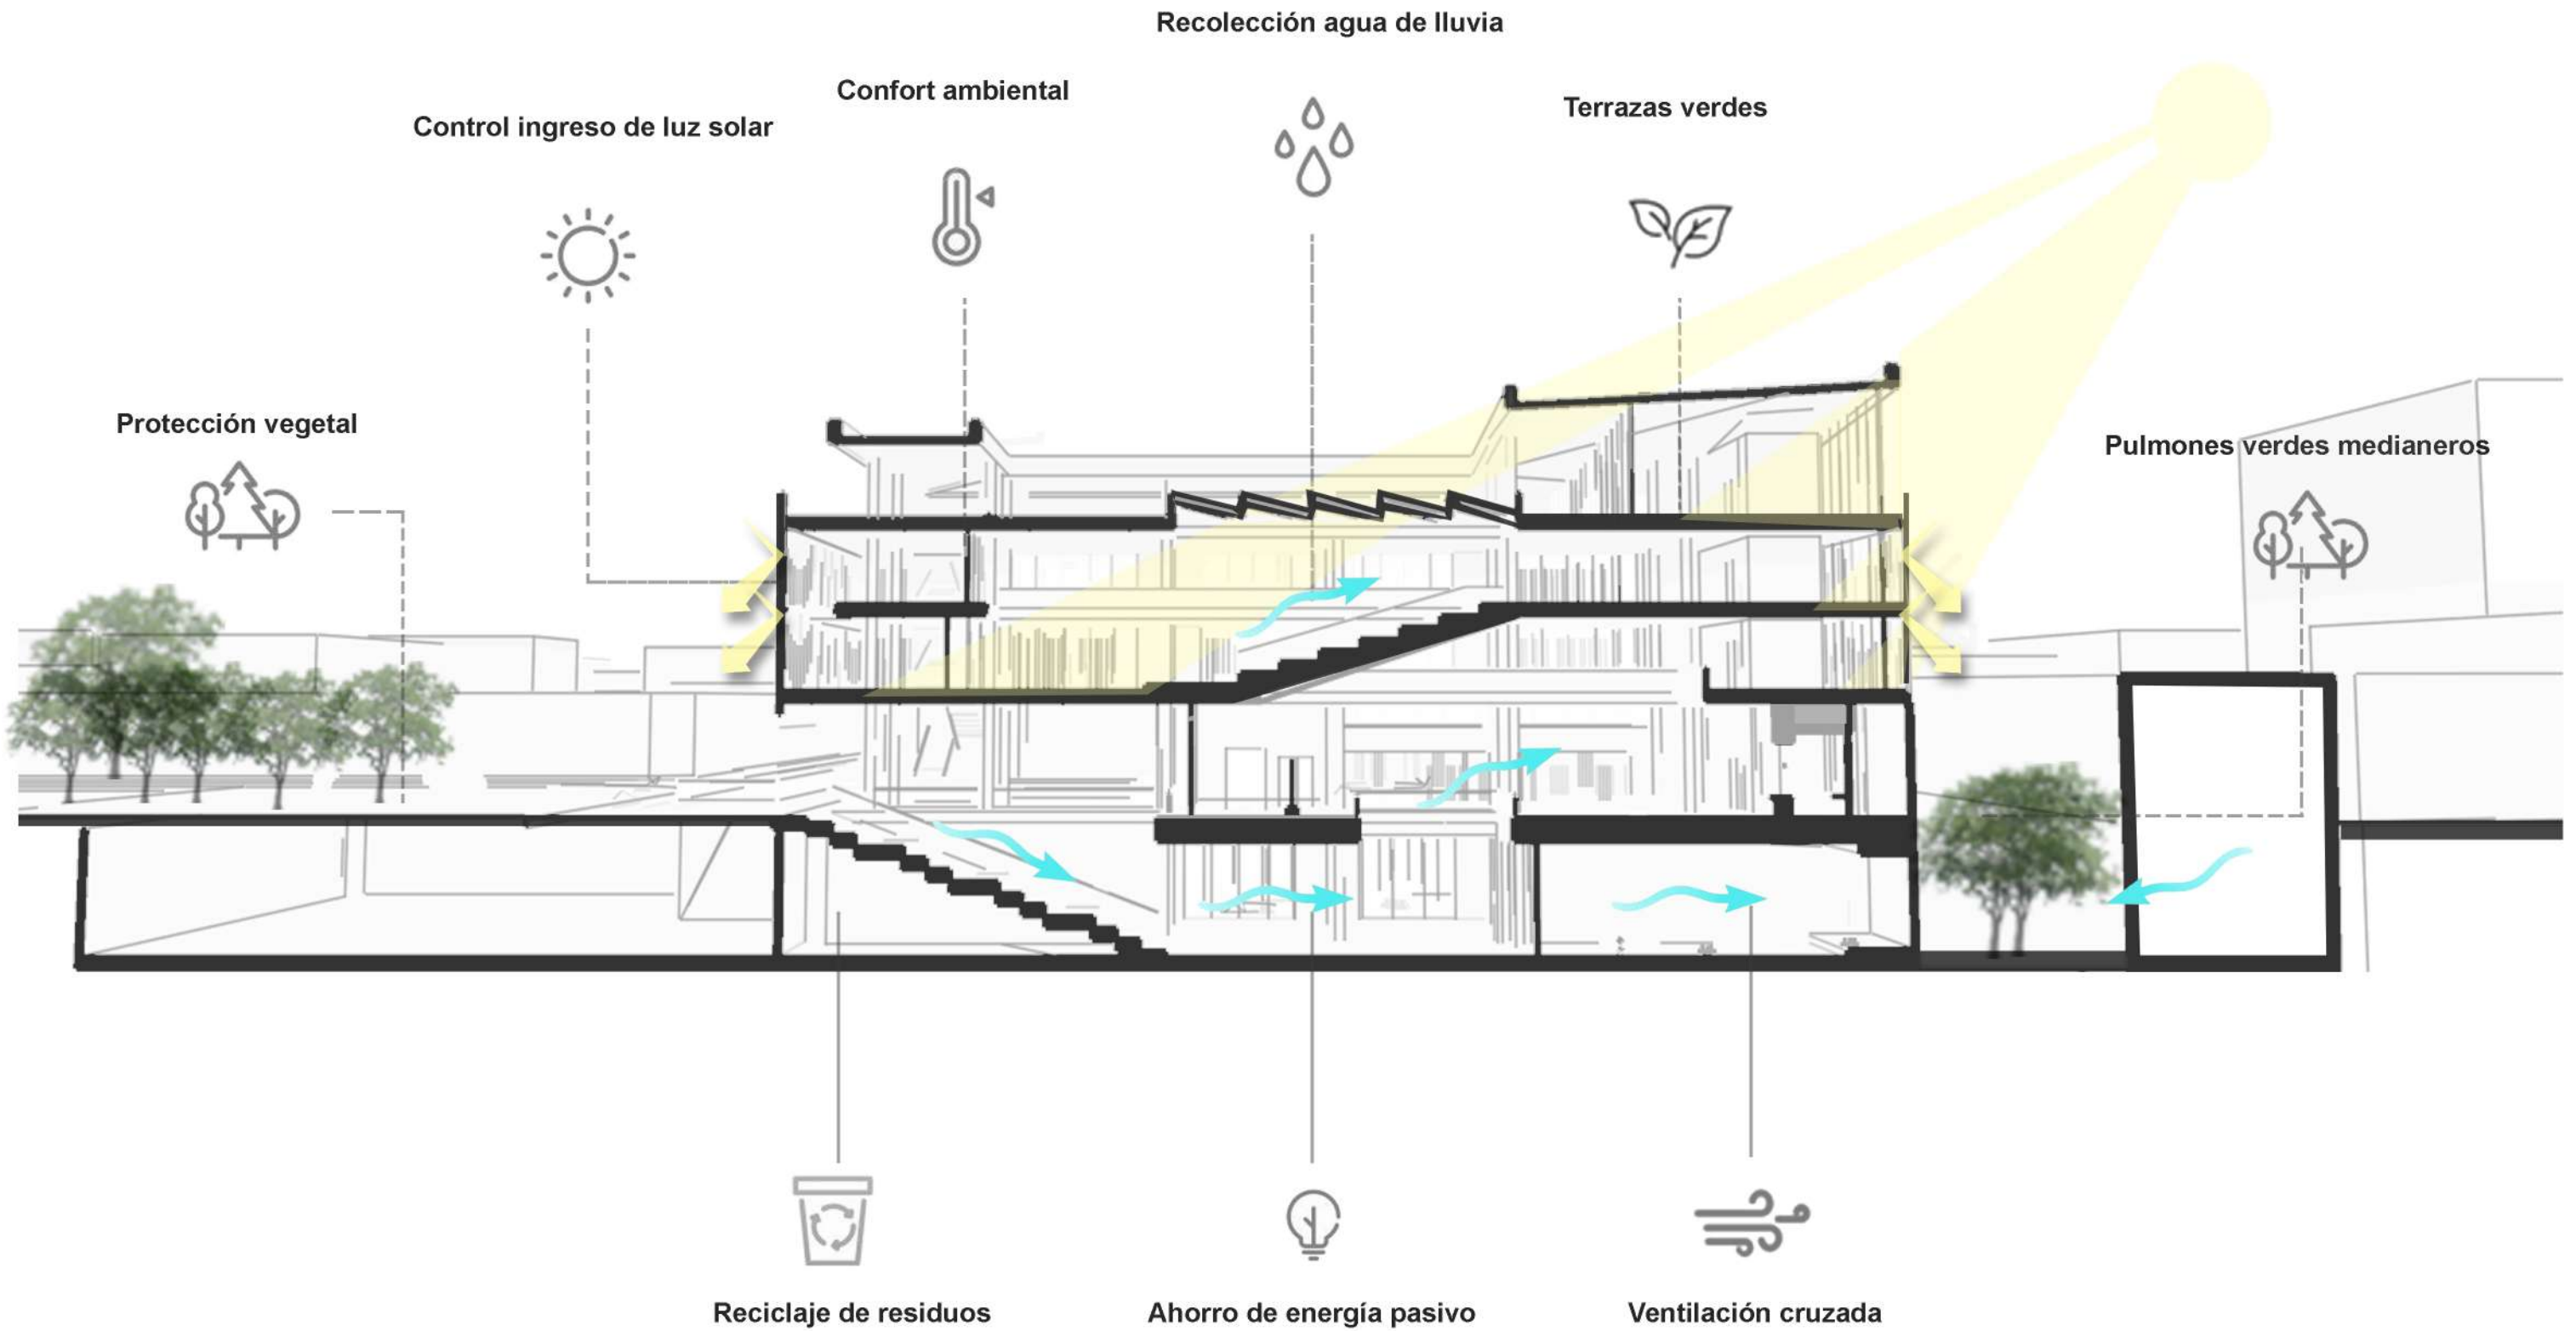 Recolección agua de lluvia
Confort ambiental
Terrazas verdes
Control ingreso de luz solar
Protección vegetal
Pulmones verdes medianeros
Reciclaje de residuos
Ahorro de energía pasivo
Ventilación cruzada